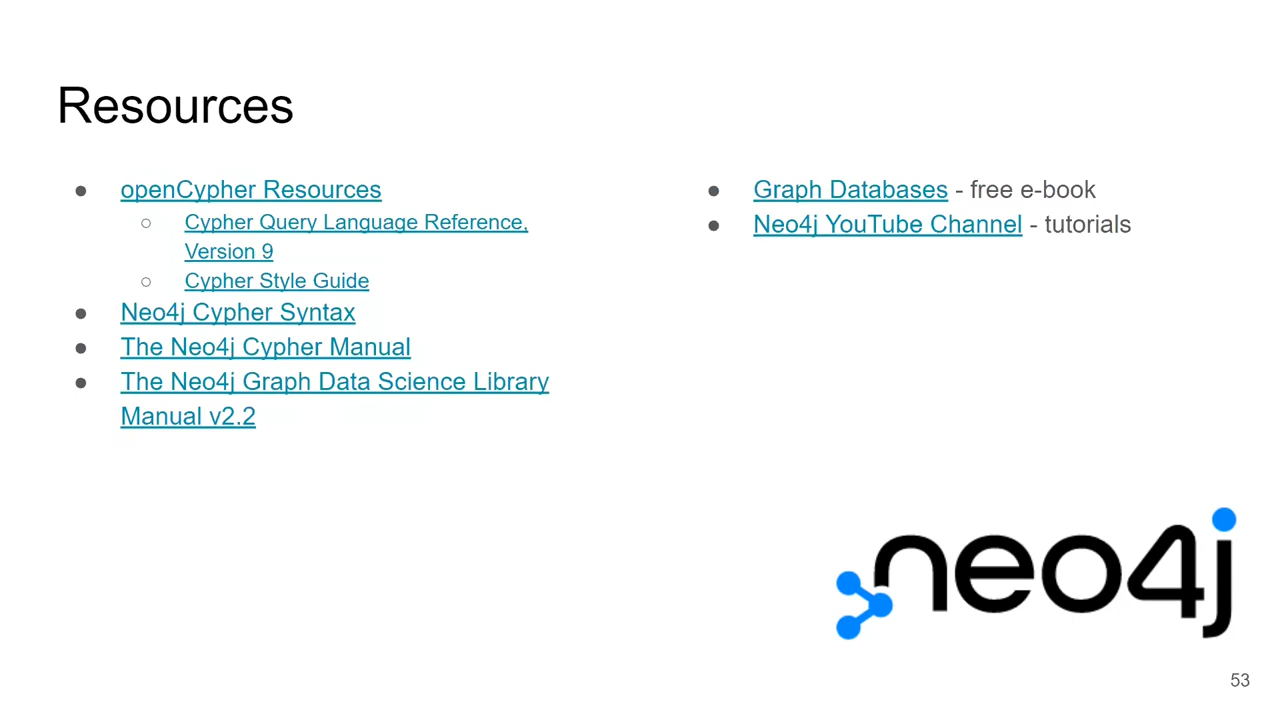 Resources
● openCypher Resources
○ Cypher Query Language Reference,
Version 9
○ Cypher Style Guide
● Neo4j Cypher Syntax
● The Neo4j Cypher Manual
● The Neo4j Graph Data Science Library
Manual v2.2
● Graph Databases - free e-book
● Neo4j YouTube Channel - tutorials
neo4j
53